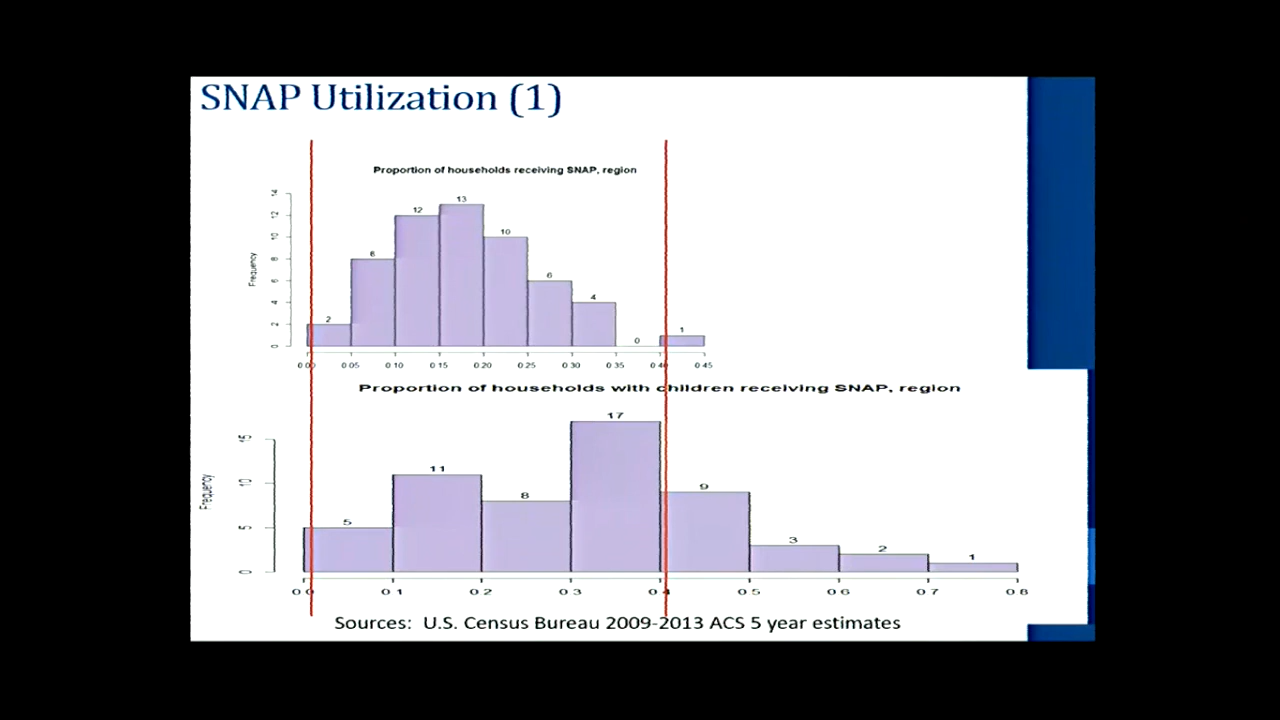 SNAP Utilization (1)
Proportion of households receiving SNAP, region
Frequency
0 2 4 6 8 10 12 14
2 8 12 13 10 6 4 0 1
0.00 0.05 0.10 0.15 0.20 0.25 0.30 0.35 0.40 0.45
Proportion of households with children receiving SNAP, region
Frequency
0 5 10 15
5 11 8 17 9 3 2 1
0.0 0.1 0.2 0.3 0.4 0.5 0.6 0.7 0.8
Sources: U.S. Census Bureau 2009-2013 ACS 5 year estimates